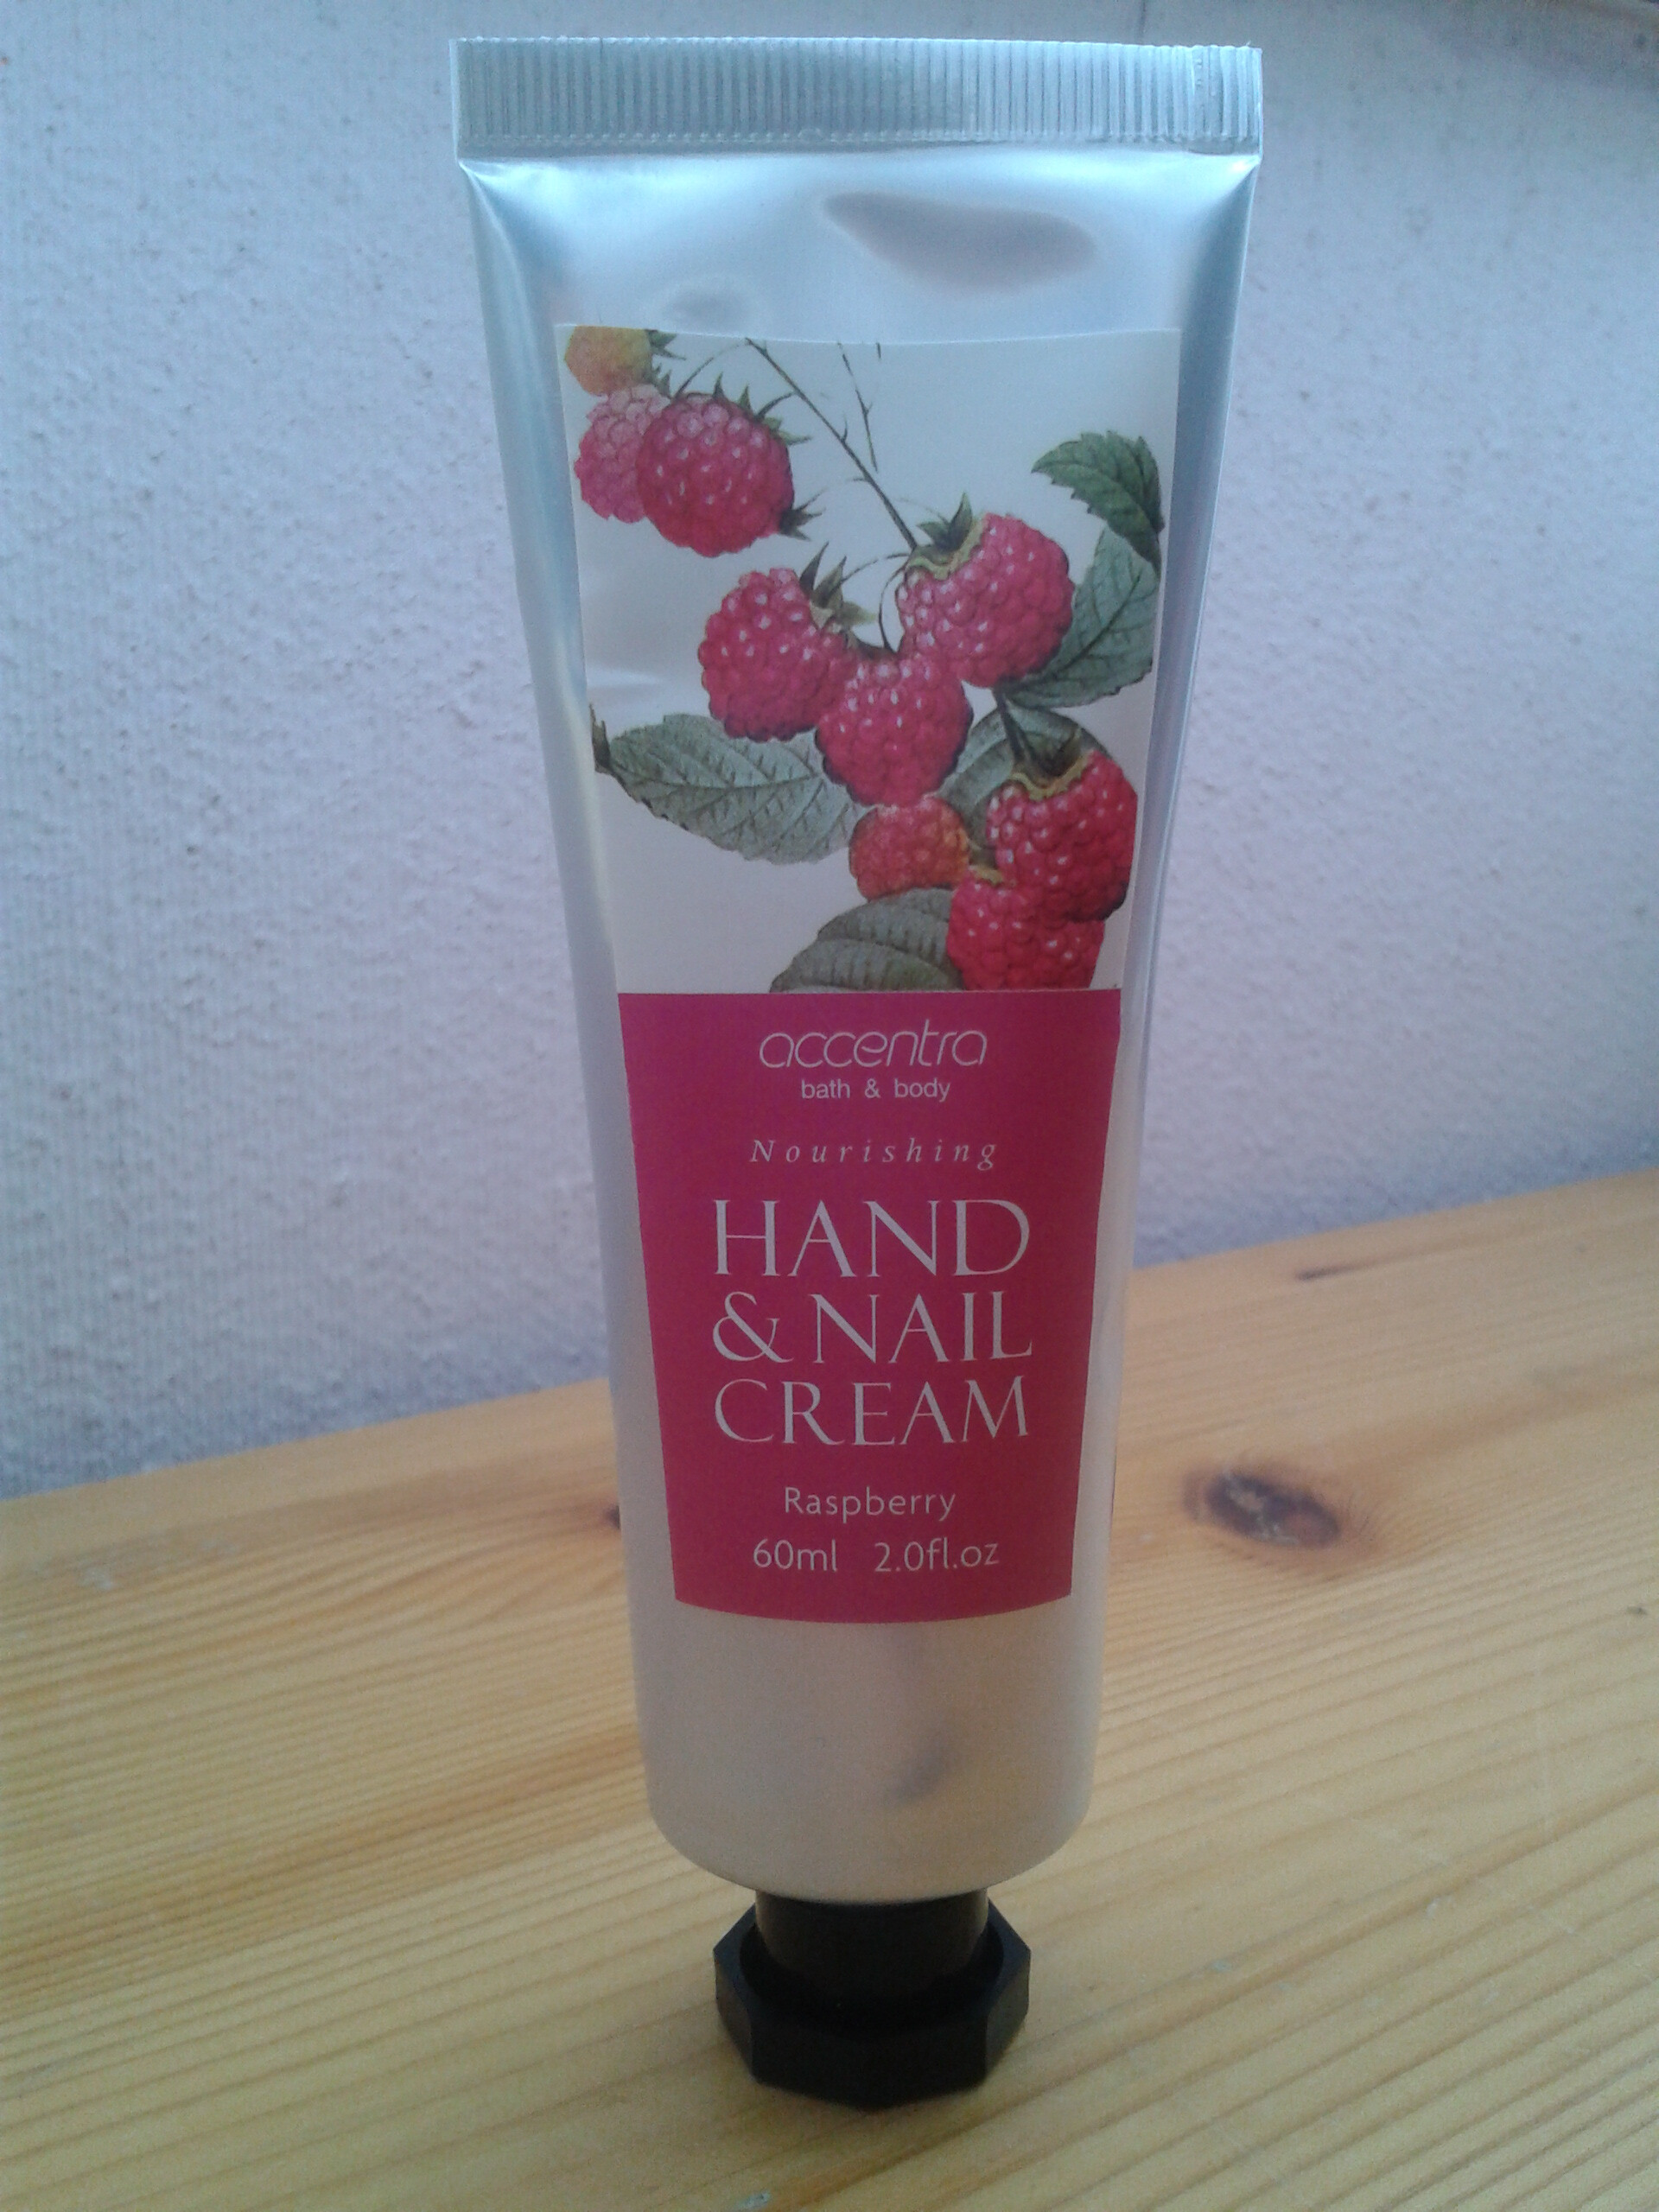 accentra
bath & body
Nourishing
HAND
& NAIL
CREAM
Raspberry
60ml 2.0fl.oz